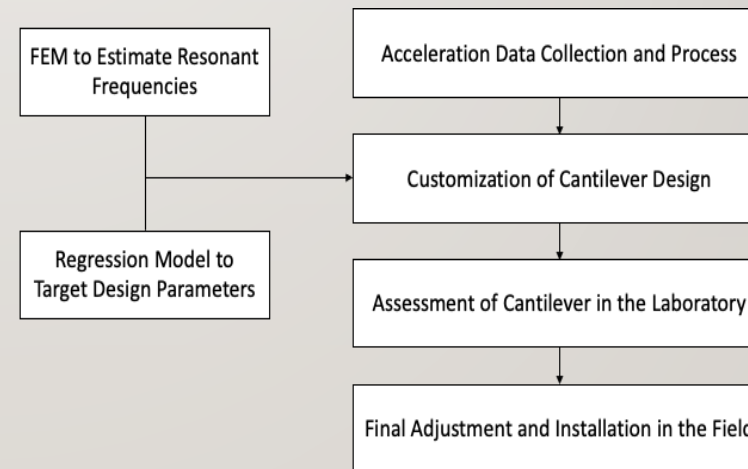 FEM to Estimate Resonant
Frequencies
Regression Model to
Target Design Parameters
Acceleration Data Collection and Process
Customization of Cantilever Design
Assessment of Cantilever in the Laboratory
Final Adjustment and Installation in the Field